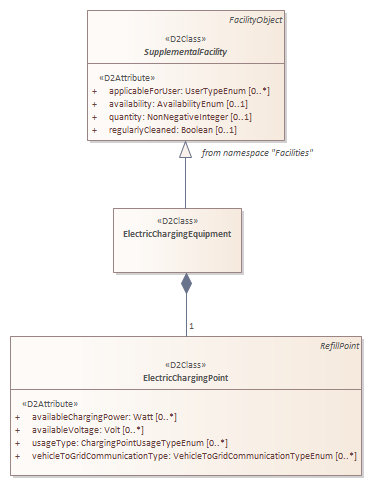 FacilityObject
«D2Class»
SupplementalFacility
«D2Attribute»
+ applicableForUser: UserTypeEnum [0..*]
+ availability: AvailabilityEnum [0..1]
+ quantity: NonNegativeInteger [0..1]
+ regularlyCleaned: Boolean [0..1]
from namespace "Facilities"
«D2Class»
ElectricChargingEquipment
1
RefillPoint
«D2Class»
ElectricChargingPoint
«D2Attribute»
+ availableChargingPower: Watt [0..*]
+ availableVoltage: Volt [0..*]
+ usageType: ChargingPointUsageTypeEnum [0..*]
+ vehicleToGridCommunicationType: VehicleToGridCommunicationTypeEnum [0..*]